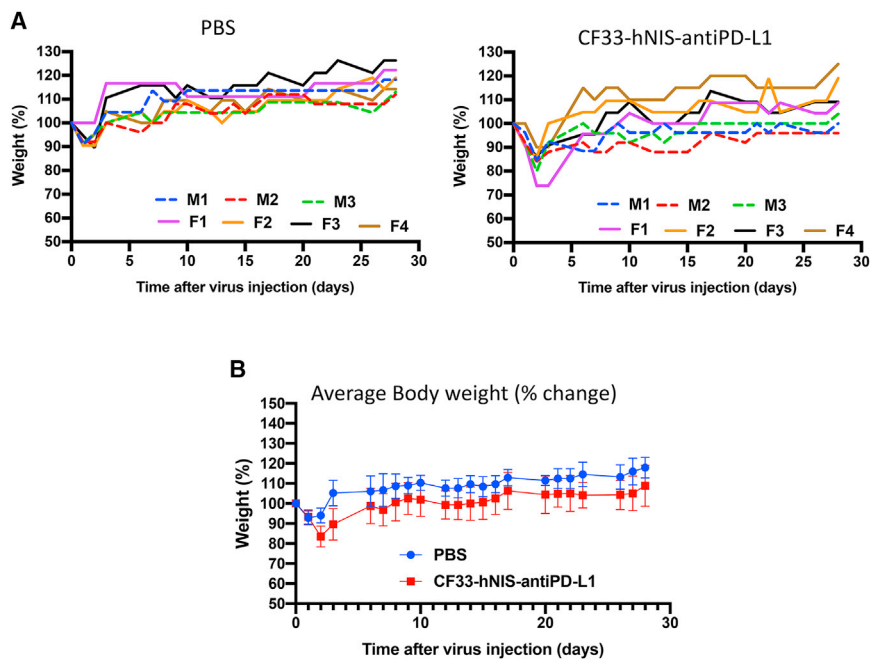 A
PBS
CF33-hNIS-antiPD-L1
130
120
110
100
90
80
70
60
50
Weight (%)
M1 M2 M3
F1 F2 F3 F4
0 5 10 15 20 25 30
Time after virus injection (days)
130
120
110
100
90
80
70
60
50
Weight (%)
M1 M2 M3
F1 F2 F3 F4
0 5 10 15 20 25 30
Time after virus injection (days)
B
Average Body weight (% change)
150
140
130
120
110
100
90
80
70
60
50
Weight (%)
PBS
CF33-hNIS-antiPD-L1
0 10 20 30
Time after virus injection (days)